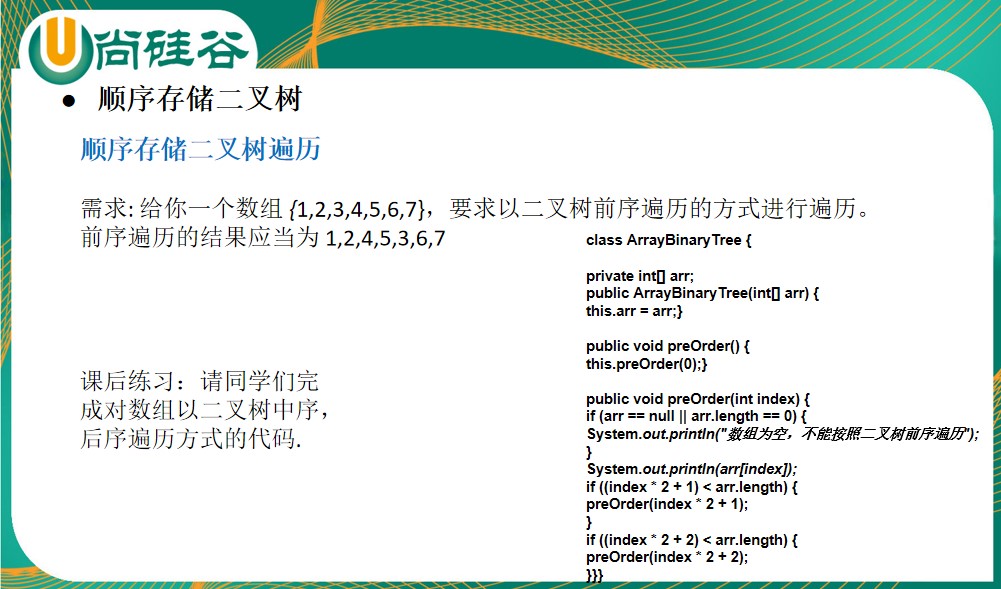 尚硅谷
● 顺序存储二叉树
顺序存储二叉树遍历
需求: 给你一个数组 {1,2,3,4,5,6,7}，要求以二叉树前序遍历的方式进行遍历。
前序遍历的结果应当为 1,2,4,5,3,6,7
课后练习：请同学们完
成对数组以二叉树中序，
后序遍历方式的代码.
class ArrayBinaryTree {
private int[] arr;
public ArrayBinaryTree(int[] arr) {
this.arr = arr;}
public void preOrder() {
this.preOrder(0);}
public void preOrder(int index) {
if (arr == null || arr.length == 0) {
System.out.println("数组为空，不能按照二叉树前序遍历");
}
System.out.println(arr[index]);
if ((index * 2 + 1) < arr.length) {
preOrder(index * 2 + 1);
}
if ((index * 2 + 2) < arr.length) {
preOrder(index * 2 + 2);
}}}